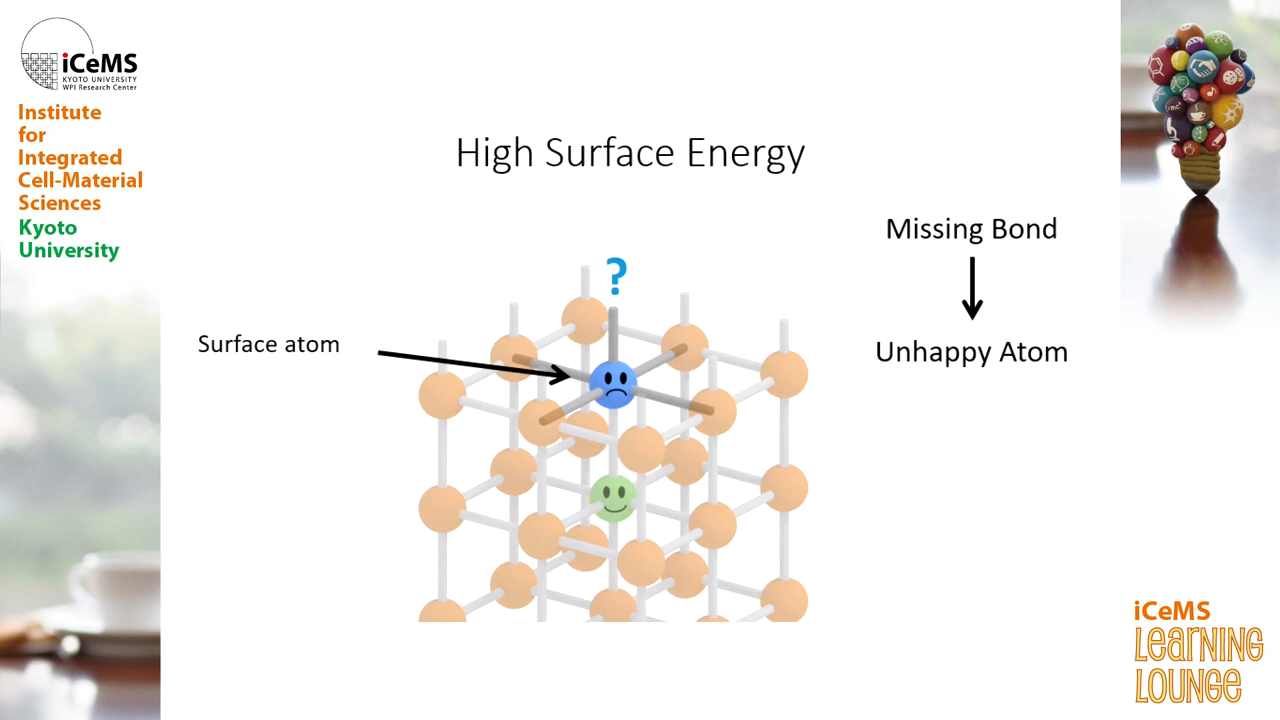 iCeMS
KYOTO UNIVERSITY
WPI Research Center
Institute
for
Integrated
Cell-Material
Sciences
Kyoto
University
High Surface Energy
Missing Bond
Unhappy Atom
?
Surface atom
iCeMS
Learning
Lounge